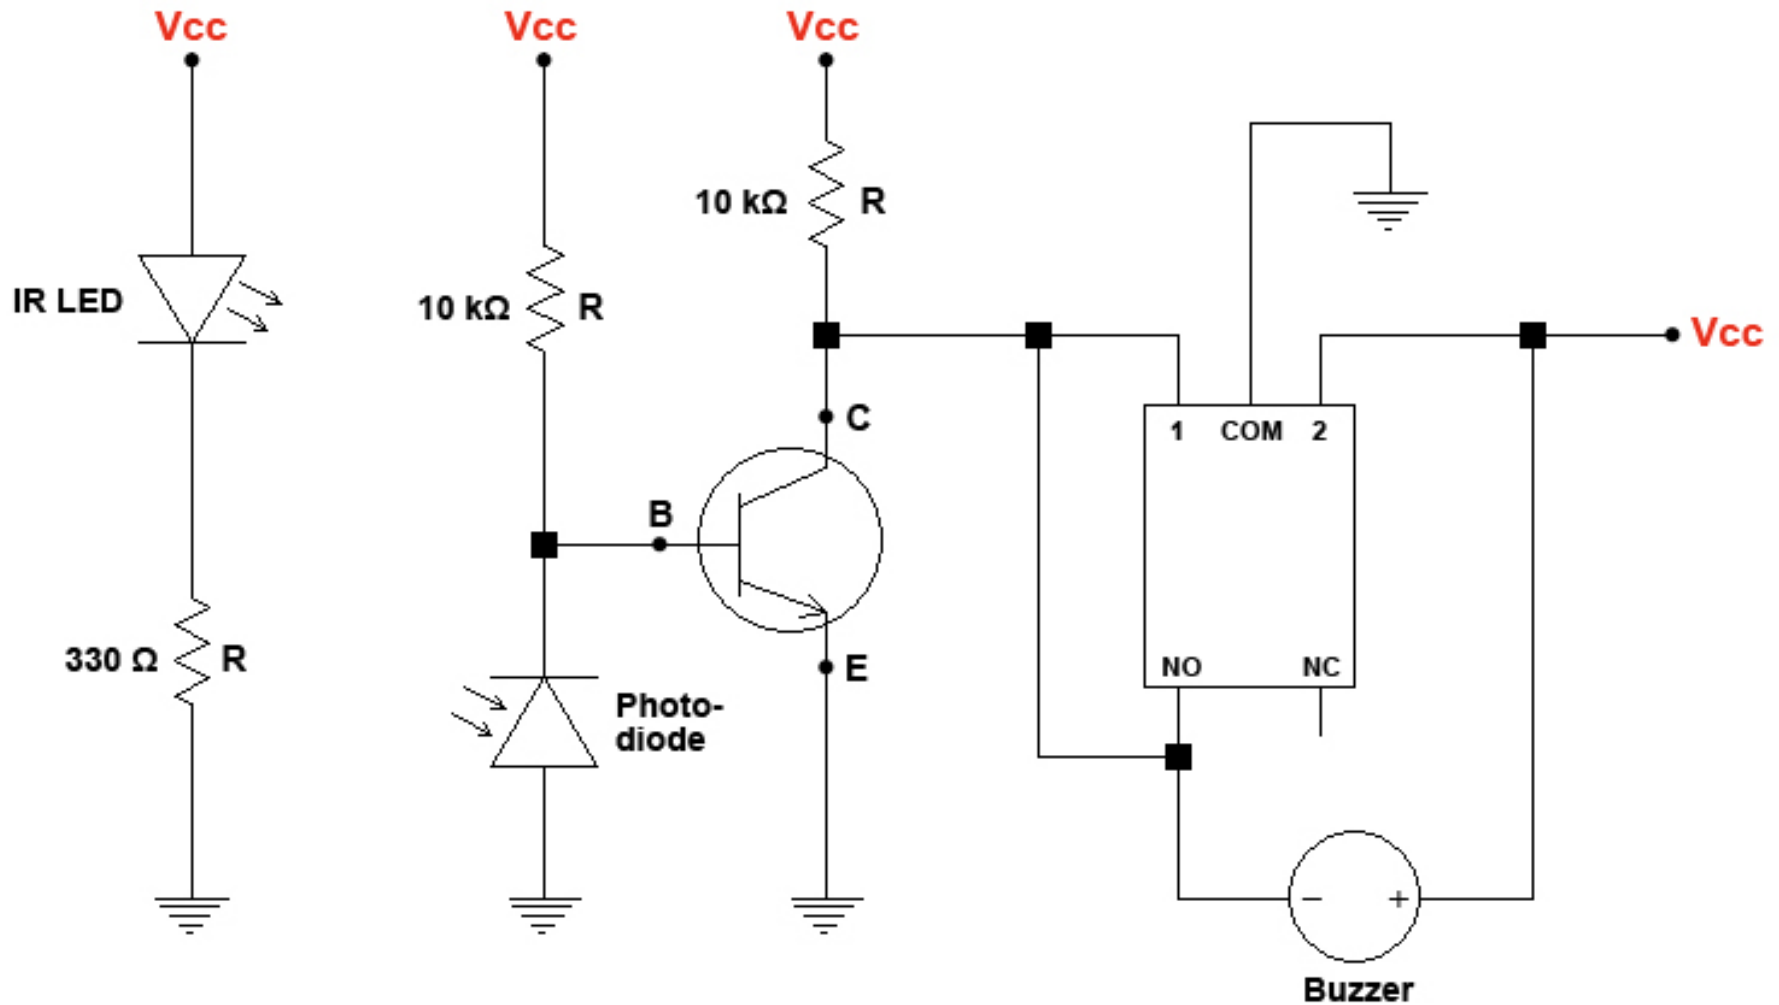 Vcc
Vcc
Vcc
10 kΩ
R
IR LED
10 kΩ
R
Vcc
C
1
COM
2
B
330 Ω
R
E
NO
NC
Photo-
diode
−
+
Buzzer